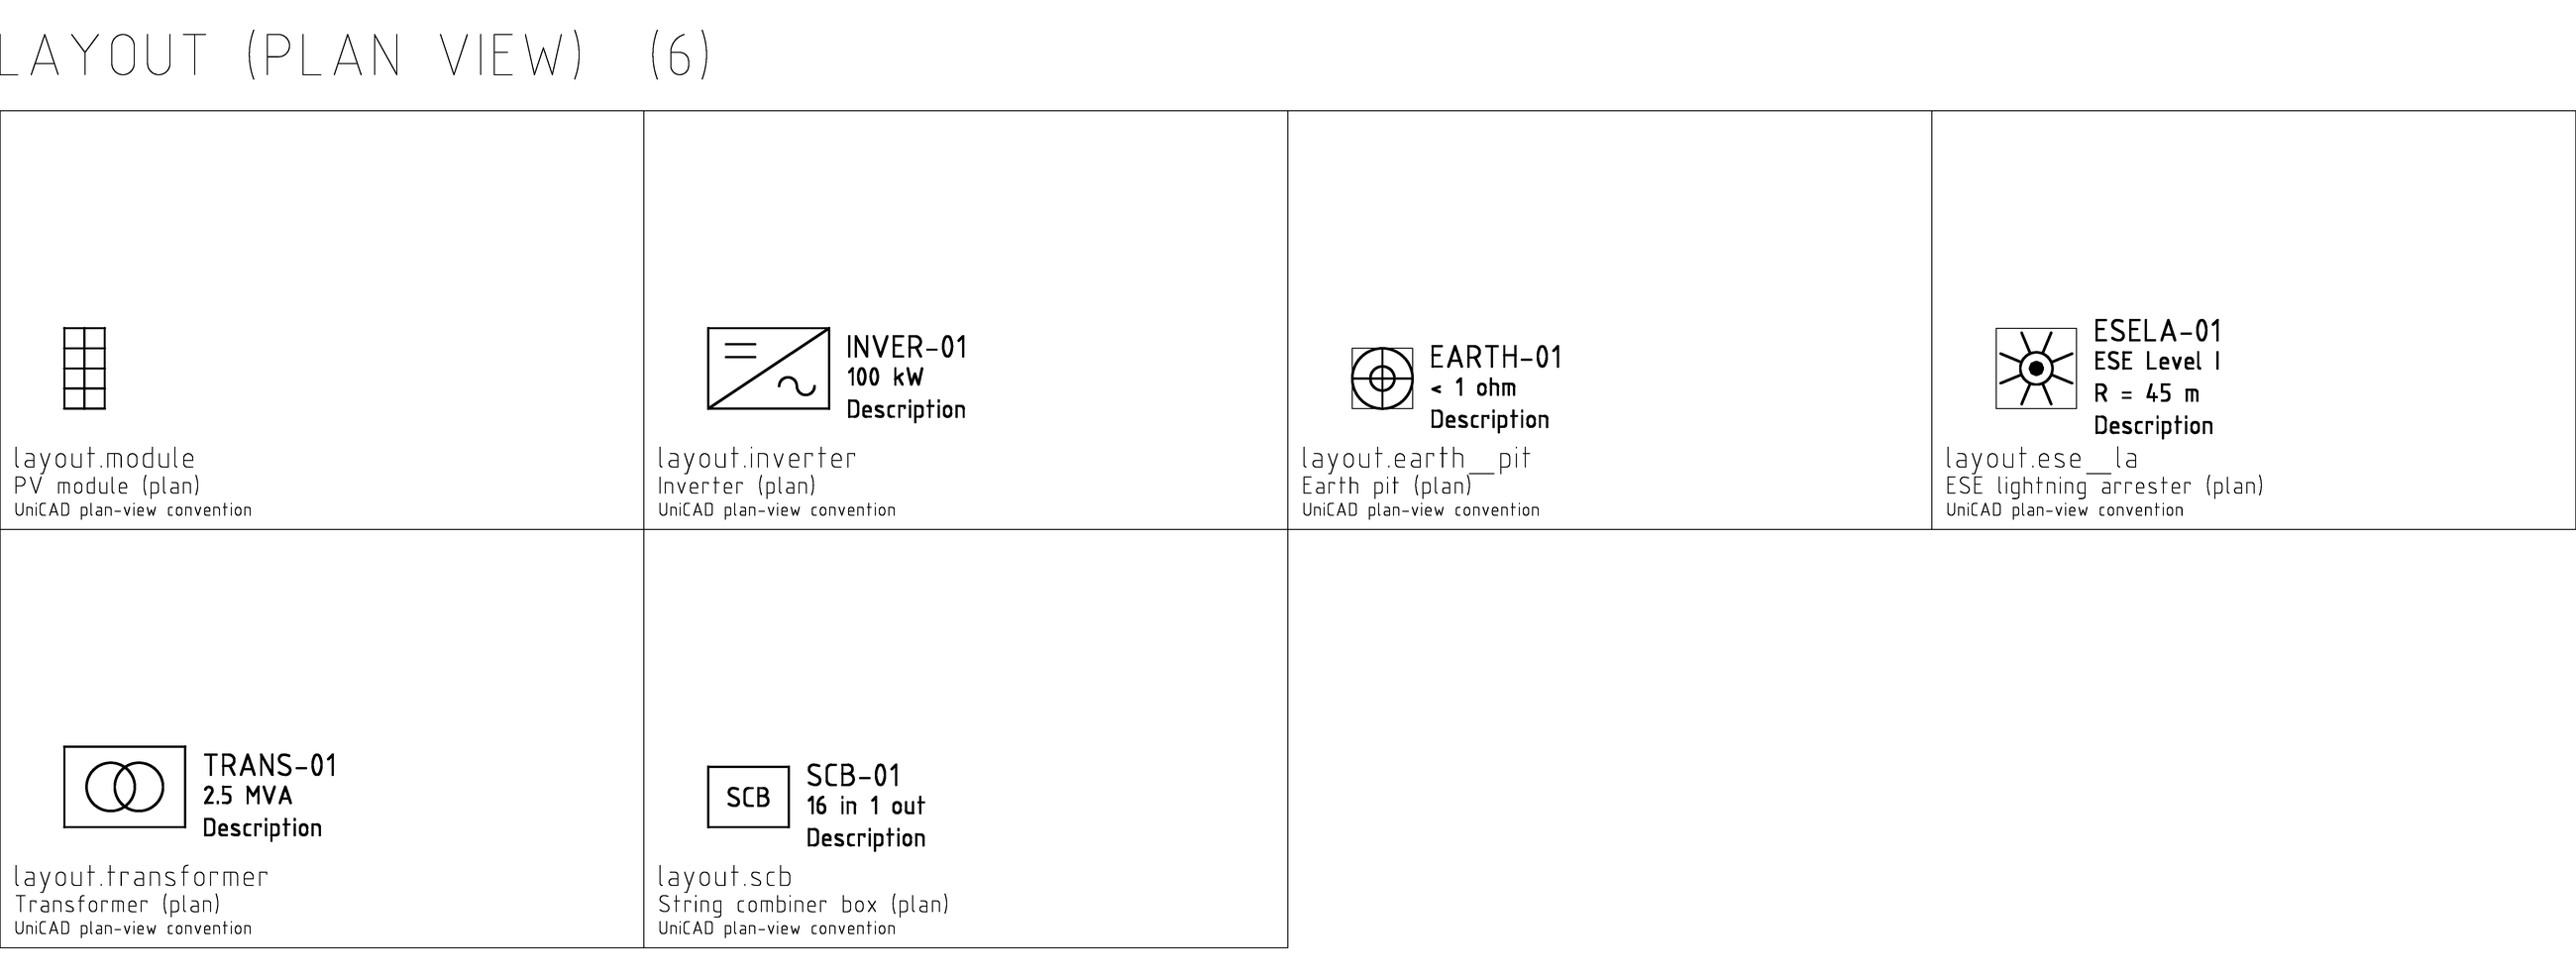 LAYOUT (PLAN VIEW) (6)
layout.module
PV module (plan)
UniCAD plan-view convention
INVER-01
100 kW
Description
layout.inverter
Inverter (plan)
UniCAD plan-view convention
EARTH-01
< 1 ohm
Description
layout.earth_pit
Earth pit (plan)
UniCAD plan-view convention
ESELA-01
ESE Level I
R = 45 m
Description
layout.ese_la
ESE lightning arrester (plan)
UniCAD plan-view convention
TRANS-01
2.5 MVA
Description
layout.transformer
Transformer (plan)
UniCAD plan-view convention
SCB
SCB-01
16 in 1 out
Description
layout.scb
String combiner box (plan)
UniCAD plan-view convention